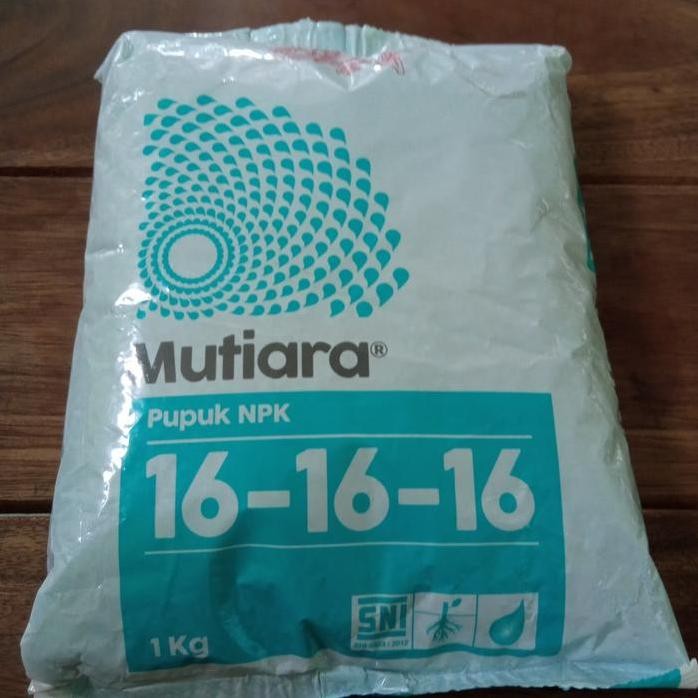 Mutiara®
Pupuk NPK
16-16-16
SNI
1 Kg